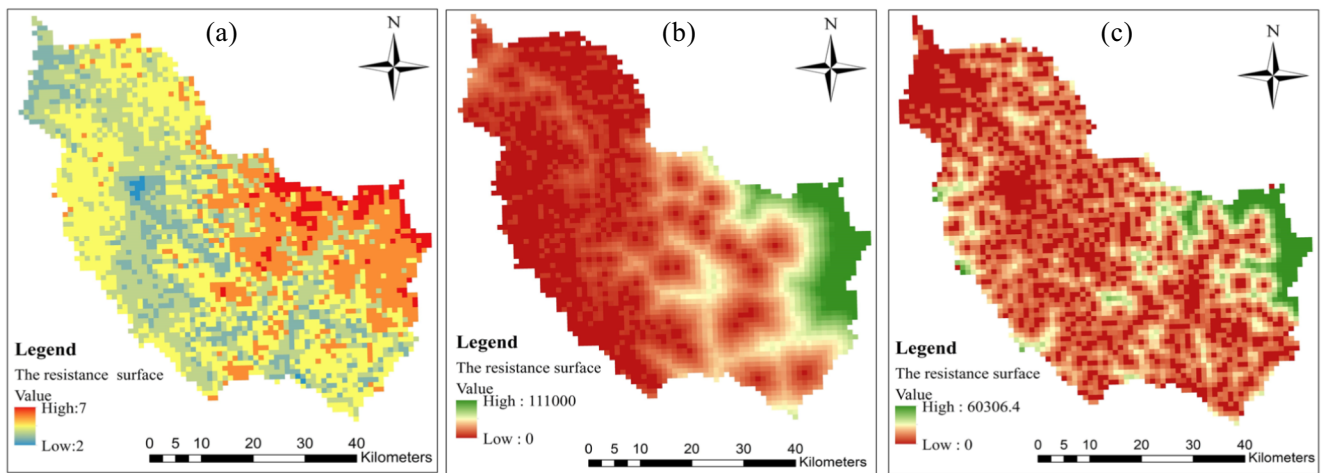 (a)
N
Legend
The resistance surface
Value
High:7
Low:2
0 5 10 20 30 40
Kilometers
(b)
N
Legend
The resistance surface
Value
High : 111000
Low : 0
0 5 10 20 30 40
Kilometers
(c)
N
Legend
The resistance surface
Value
High : 60306.4
Low : 0
0 5 10 20 30 40
Kilometers